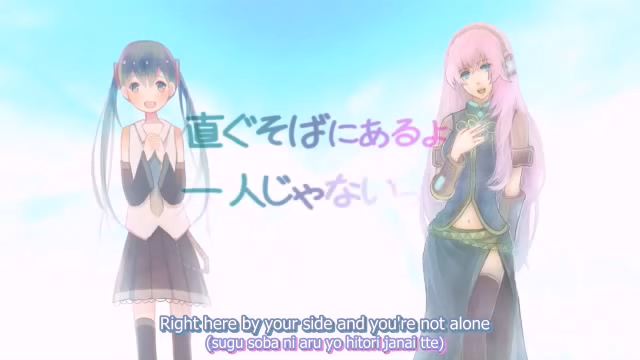 直ぐそばにあるよ
一人じゃない
Right here by your side and you're not alone
(sugu soba ni aru yo hitori janai tte)